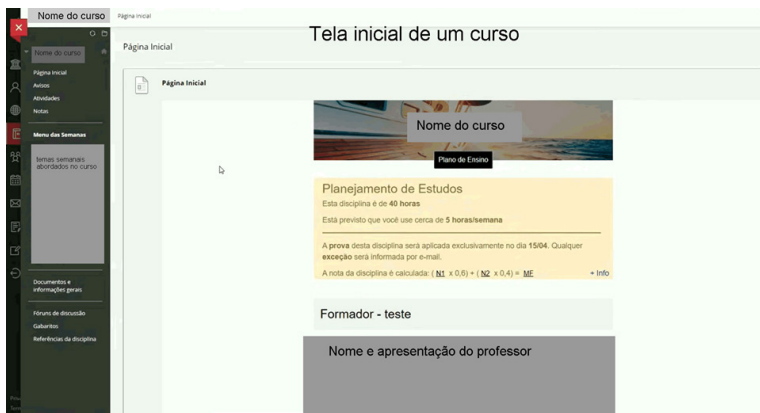 Nome do curso
Página Inicial
Tela inicial de um curso
Página Inicial
Nome do curso
Página Inicial
Avisos
Atividades
Notas
Menu das Semanas
temas semanais
abordados no curso
Documentos e
informações gerais
Fóruns de discussão
Gabaritos
Referências da disciplina
Página Inicial
Nome do curso
Plano de Ensino
Planejamento de Estudos
Esta disciplina é de 40 horas
Está previsto que você use cerca de 5 horas/semana
A prova desta disciplina será aplicada exclusivamente no dia 15/04. Qualquer
exceção será informada por e-mail.
A nota da disciplina é calculada: ( N1 x 0,6) + ( N2 x 0,4) = MF + Info
Formador - teste
Nome e apresentação do professor